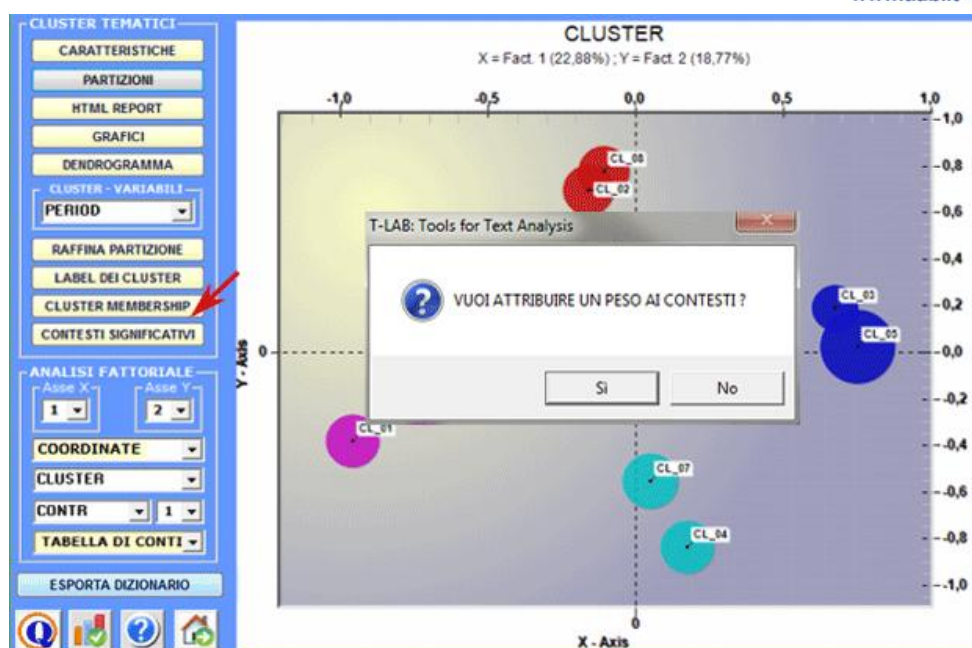 CLUSTER TEMATICI
CARATTERISTICHE
PARTIZIONI
HTML REPORT
GRAFICI
DENDROGRAMMA
CLUSTER - VARIABILI
PERIOD
RAFFINA PARTIZIONE
LABEL DEI CLUSTER
CLUSTER MEMBERSHIP
CONTESTI SIGNIFICATIVI
ANALISI FATTORIALE
Asse X
Asse Y
1
2
COORDINATE
CLUSTER
CONTR
1
TABELLA DI CONTI
ESPORTA DIZIONARIO
Q
?
CLUSTER
X = Fact. 1 (22,88%) ; Y = Fact. 2 (18,77%)
-1,0
-0,5
0,0
0,5
1,0
-1,0
-0,8
-0,6
-0,4
-0,2
-0,0
-0,2
-0,4
-0,6
-0,8
-1,0
CL_08
CL_02
T-LAB: Tools for Text Analysis
X
?
VUOI ATTRIBUIRE UN PESO AI CONTESTI ?
Sì
No
CL_03
CL_05
CL_01
CL_07
CL_04
Y - Axis
0
0
X - Axis